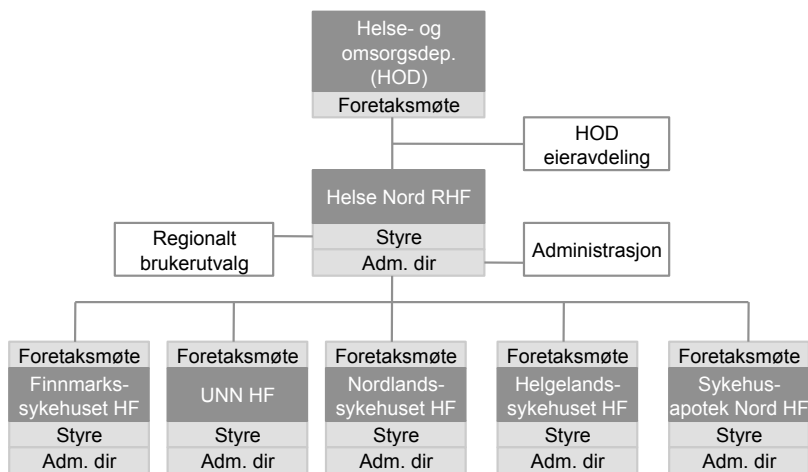 Helse- og
omsorgsdep.
(HOD)
Foretaksmøte
HOD
eieravdeling
Helse Nord RHF
Styre
Adm. dir
Regionalt
brukerutvalg
Administrasjon
Foretaksmøte
Finnmarks-
sykehuset HF
Styre
Adm. dir
Foretaksmøte
UNN HF
Styre
Adm. dir
Foretaksmøte
Nordlands-
sykehuset HF
Styre
Adm. dir
Foretaksmøte
Helgelands-
sykehuset HF
Styre
Adm. dir
Foretaksmøte
Sykehus-
apotek Nord HF
Styre
Adm. dir